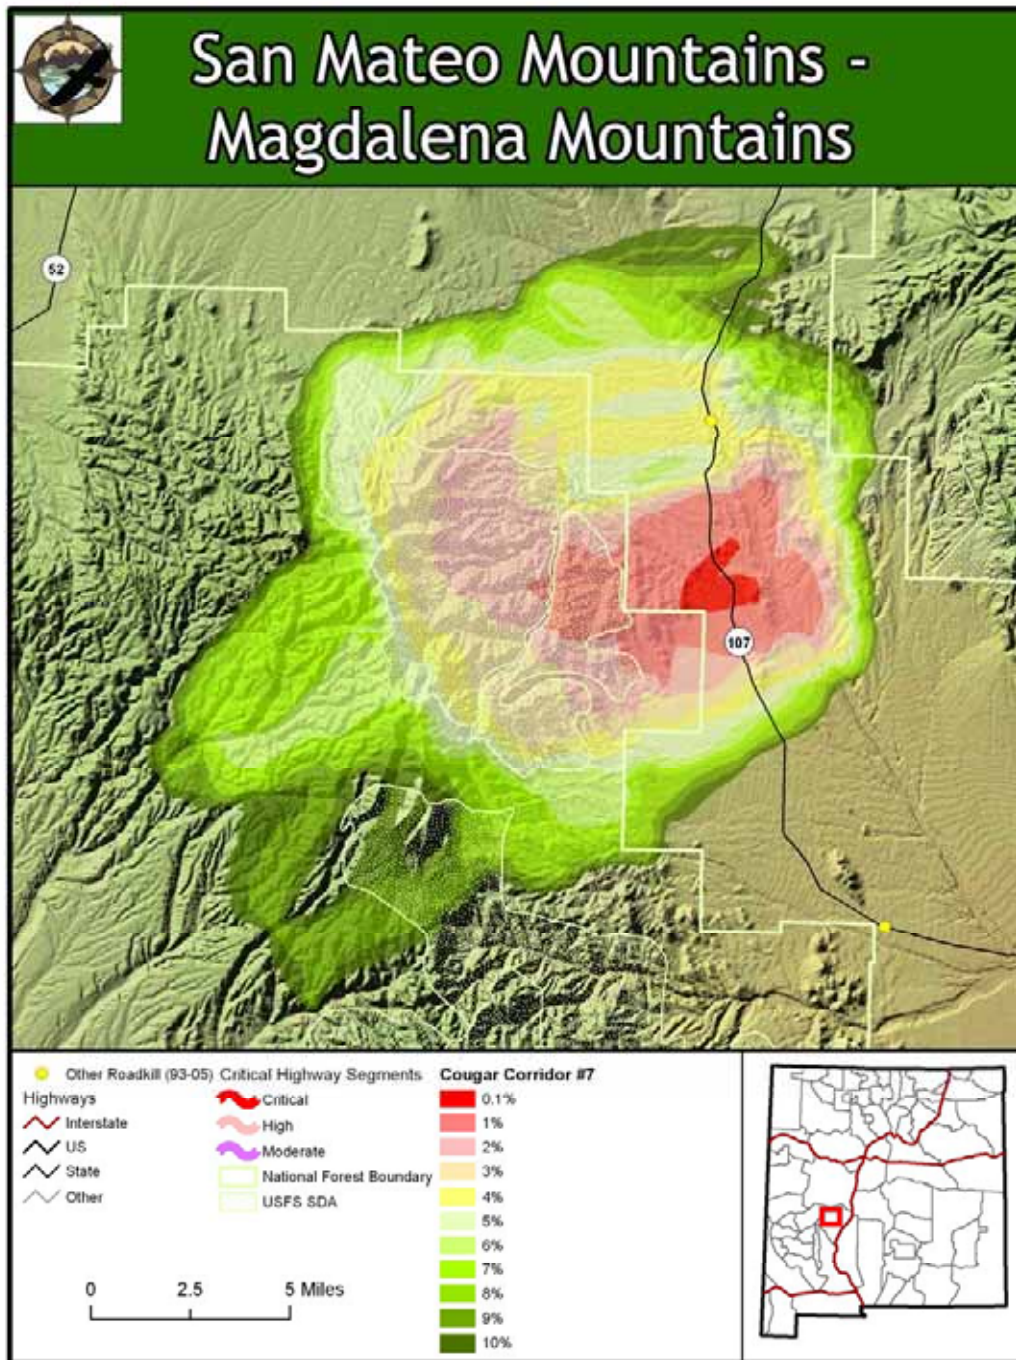 San Mateo Mountains -
Magdalena Mountains
52
107
Other Roadkill (93-05)
Highways
Interstate
US
State
Other
Critical Highway Segments
Critical
High
Moderate
National Forest Boundary
USFS SDA
Cougar Corridor #7
0.1%
1%
2%
3%
4%
5%
6%
7%
8%
9%
10%
0 2.5 5 Miles